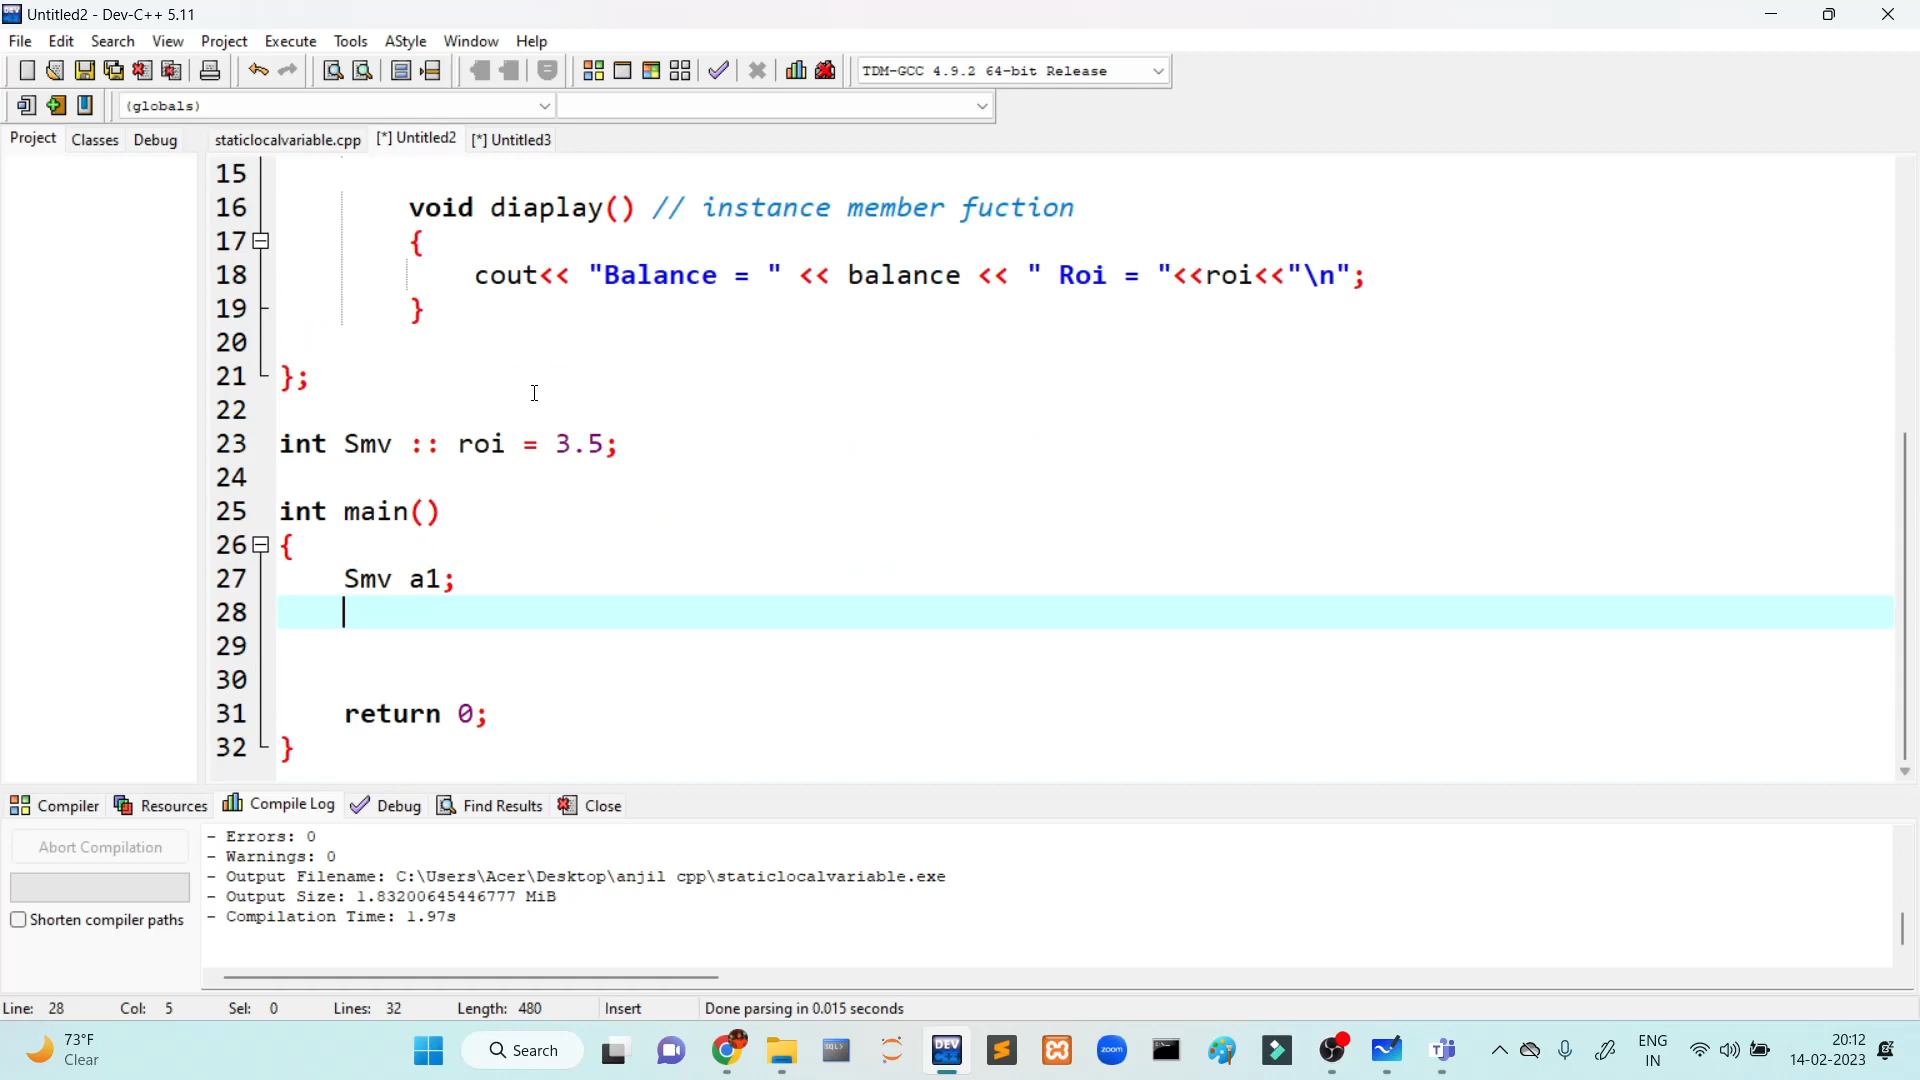 Untitled2 - Dev-C++ 5.11
File Edit Search View Project Execute Tools AStyle Window Help
TDM-GCC 4.9.2 64-bit Release
(globals)
Project Classes Debug staticlocalvariable.cpp [*] Untitled2 [*] Untitled3
15
16 void diaplay() // instance member fuction
17 {
18 cout<< "Balance = " << balance << " Roi = "<<roi<<"\n";
19 }
20
21 };
22
23 int Smv :: roi = 3.5;
24
25 int main()
26 {
27 Smv a1;
28
29
30
31 return 0;
32 }
Compiler Resources Compile Log Debug Find Results Close
Abort Compilation
Shorten compiler paths
- Errors: 0
- Warnings: 0
- Output Filename: C:\Users\Acer\Desktop\anjil cpp\staticlocalvariable.exe
- Output Size: 1.83200645446777 MiB
- Compilation Time: 1.97s
Line: 28 Col: 5 Sel: 0 Lines: 32 Length: 480 Insert Done parsing in 0.015 seconds
73°F
Clear
Search
DEV
SQL>
zoom
ENG
IN
20:12
14-02-2023